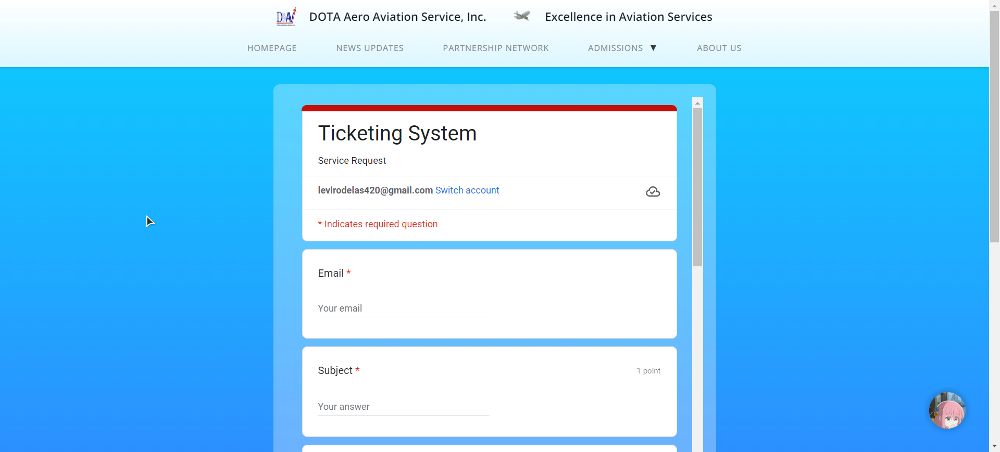 DAAVI
DOTA Aero Aviation Service, Inc.
Excellence in Aviation Services
HOMEPAGE
NEWS UPDATES
PARTNERSHIP NETWORK
ADMISSIONS ▼
ABOUT US
Ticketing System
Service Request
levirodelas420@gmail.com Switch account
* Indicates required question
Email *
Your email
Subject *
1 point
Your answer